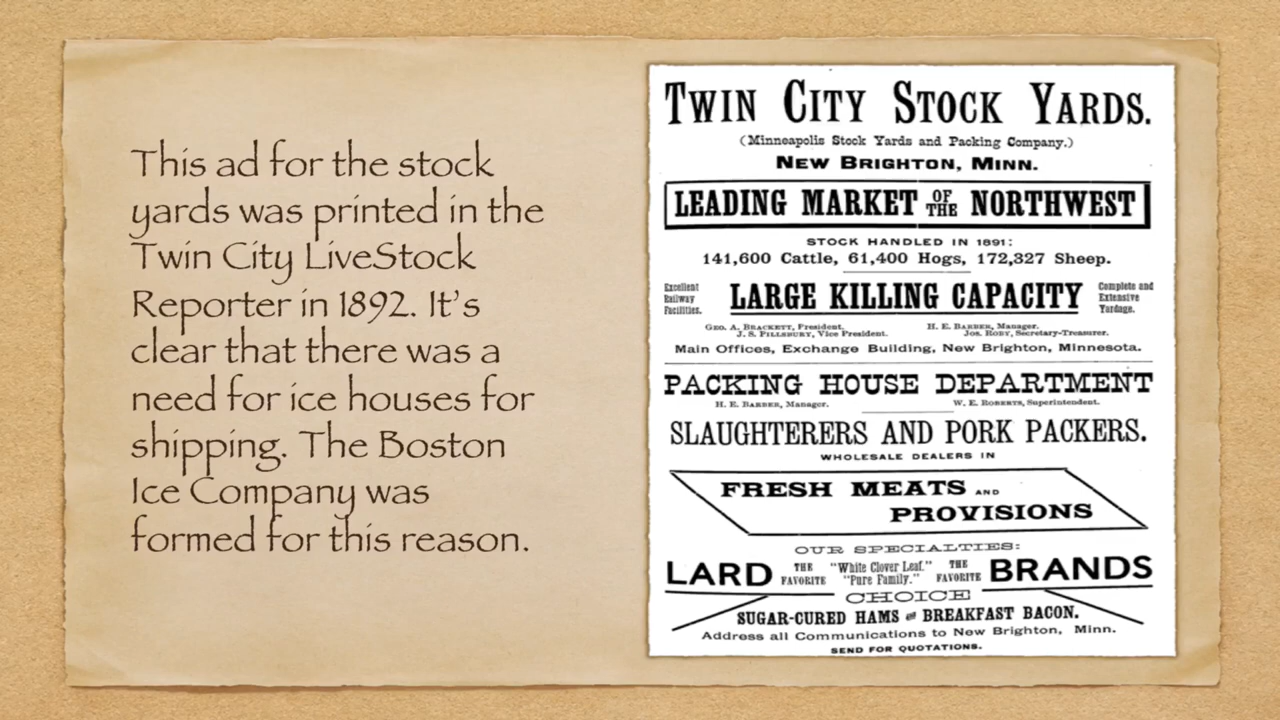 This ad for the stock
yards was printed in the
Twin City LiveStock
Reporter in 1892. It's
clear that there was a
need for ice houses for
shipping. The Boston
Ice Company was
formed for this reason.
TWIN CITY STOCK YARDS.
(Minneapolis Stock Yards and Packing Company.)
NEW BRIGHTON, MINN.
LEADING MARKET OF THE NORTHWEST
STOCK HANDLED IN 1891:
141,600 Cattle, 61,400 Hogs, 172,327 Sheep.
Excellent
Railway
Facilities.
LARGE KILLING CAPACITY
Complete and
Extensive
Yardage.
GEO. A. BRACKETT, President.
J. S. PILLSBURY, Vice President.
H. E. BARBER, Manager.
JOS. ROBY, Secretary-Treasurer.
Main Offices, Exchange Building, New Brighton, Minnesota.
PACKING HOUSE DEPARTMENT
H. E. BARBER, Manager.
W. E. ROBERTS, Superintendent.
SLAUGHTERERS AND PORK PACKERS.
WHOLESALE DEALERS IN
FRESH MEATS AND
PROVISIONS
OUR SPECIALTIES:
LARD THE FAVORITE "White Clover Leaf." "Pure Family." THE FAVORITE BRANDS
CHOICE
SUGAR-CURED HAMS and BREAKFAST BACON.
Address all Communications to New Brighton, Minn.
SEND FOR QUOTATIONS.